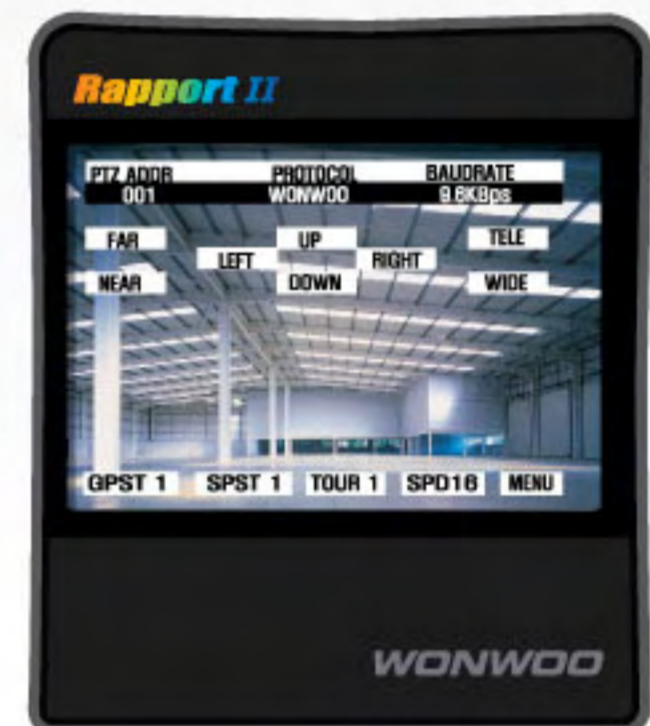 Rapport II
PTZ ADDR PROTOCOL BAUDRATE
001 WONWOO 9.6KBps
FAR UP TELE
LEFT RIGHT
NEAR DOWN WIDE
GPST 1 SPST 1 TOUR 1 SPD16 MENU
WONWOO